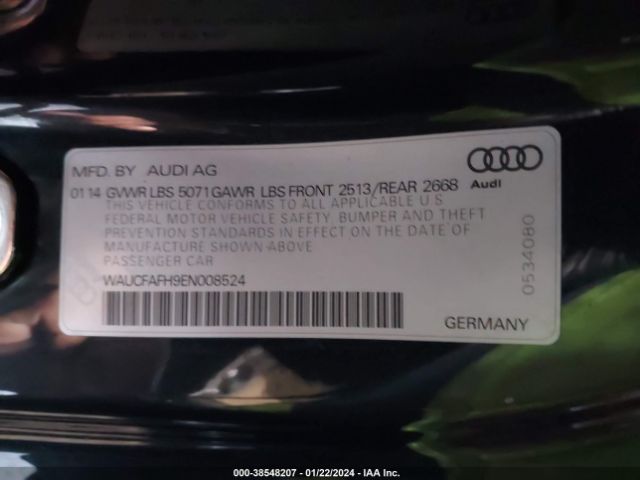 MFD. BY AUDI AG
01 14 GVWR LBS 5071 GAWR LBS FRONT 2513/REAR 2668
Audi
THIS VEHICLE CONFORMS TO ALL APPLICABLE U.S
FEDERAL MOTOR VEHICLE SAFETY, BUMPER AND THEFT
PREVENTION STANDARDS IN EFFECT ON THE DATE OF
MANUFACTURE SHOWN ABOVE
PASSENGER CAR
WAUCFAFH9EN008524
GERMANY
0534080
000-38548207 - 01/22/2024 - IAA Inc.